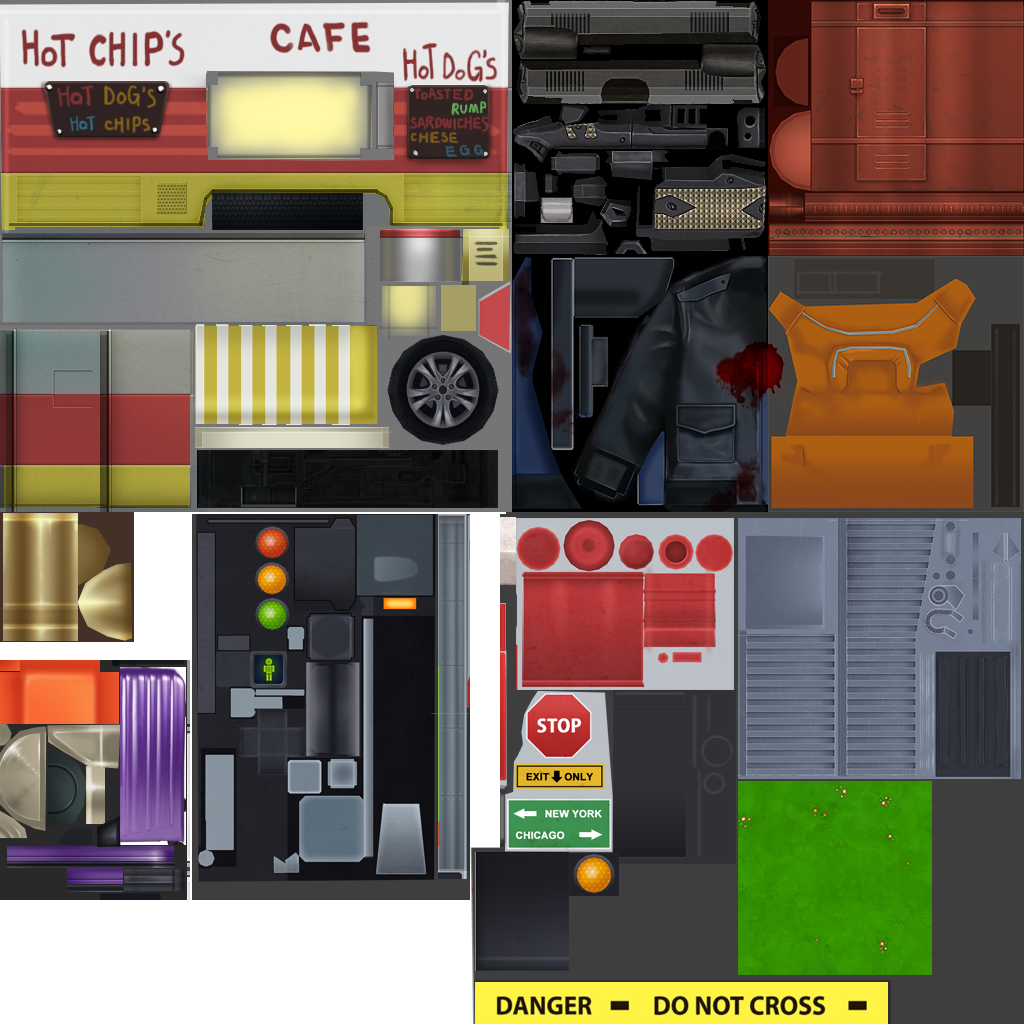 HOT CHIP'S
CAFE
HOT DOG'S
HOT DOG'S
HOT CHIPS
TOASTED
RUMP
SARDWICHES
CHESE
EGG
STOP
EXIT ONLY
NEW YORK
CHICAGO
DANGER - DO NOT CROSS -